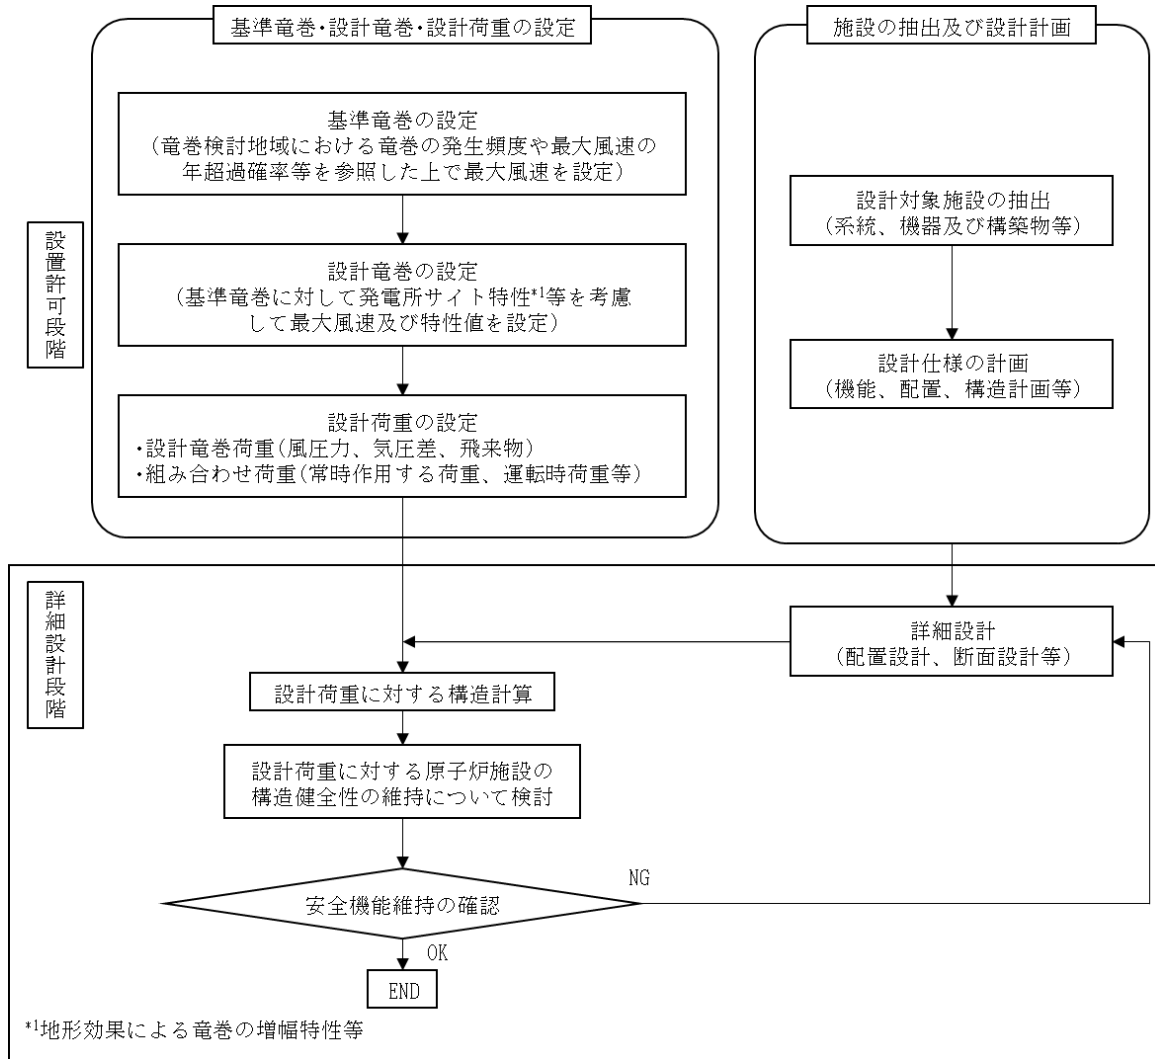 基準竜巻・設計竜巻・設計荷重の設定
基準竜巻の設定
（竜巻検討地域における竜巻の発生頻度や最大風速の
年超過確率等を参照した上で最大風速を設定）
設計竜巻の設定
（基準竜巻に対して発電所サイト特性*1等を考慮
して最大風速及び特性値を設定）
設計荷重の設定
・設計竜巻荷重（風圧力、気圧差、飛来物）
・組み合わせ荷重（常時作用する荷重、運転時荷重等）
施設の抽出及び設計計画
設計対象施設の抽出
（系統、機器及び構築物等）
設計仕様の計画
（機能、配置、構造計画等）
設置許可段階
詳細設計段階
詳細設計
（配置設計、断面設計等）
設計荷重に対する構造計算
設計荷重に対する原子炉施設の
構造健全性の維持について検討
安全機能維持の確認
NG
OK
END
*1地形効果による竜巻の増幅特性等